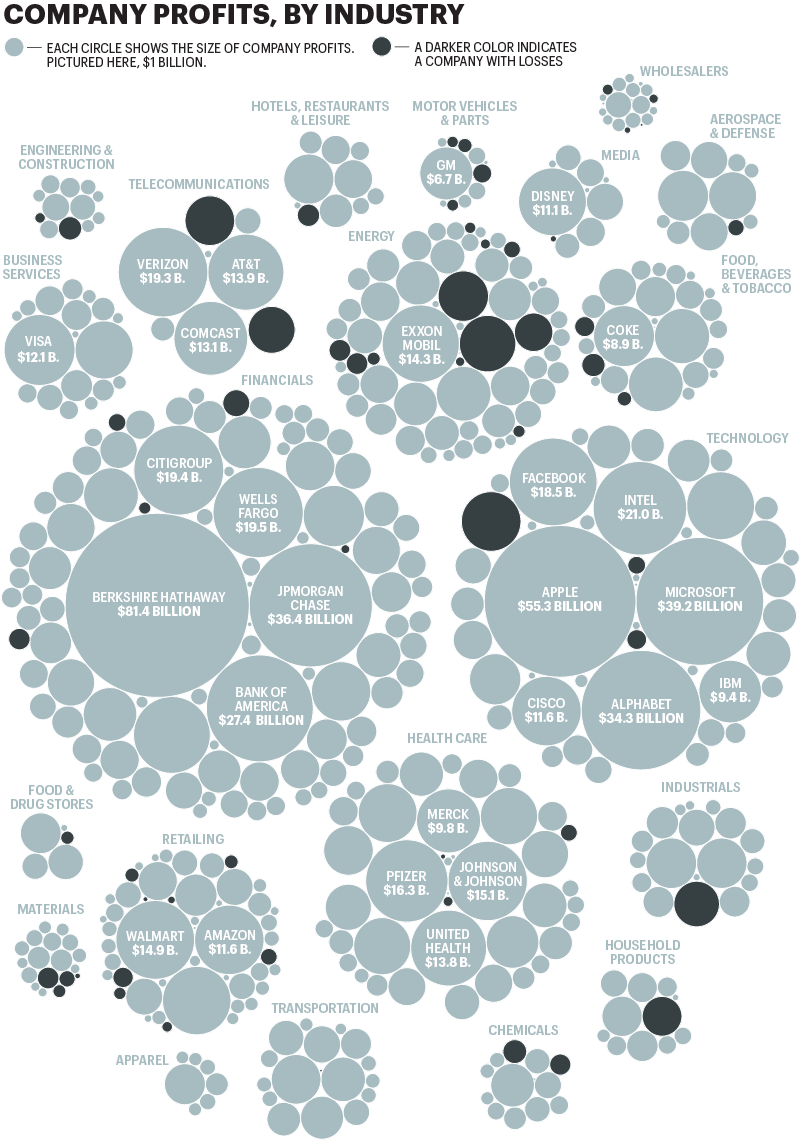 COMPANY PROFITS, BY INDUSTRY
— EACH CIRCLE SHOWS THE SIZE OF COMPANY PROFITS.
PICTURED HERE, $1 BILLION.
— A DARKER COLOR INDICATES
A COMPANY WITH LOSSES
WHOLESALERS
HOTELS, RESTAURANTS
& LEISURE
MOTOR VEHICLES
& PARTS
GM
$6.7 B.
AEROSPACE
& DEFENSE
ENGINEERING &
CONSTRUCTION
MEDIA
DISNEY
$11.1 B.
TELECOMMUNICATIONS
VERIZON
$19.3 B.
AT&T
$13.9 B.
COMCAST
$13.1 B.
ENERGY
EXXON
MOBIL
$14.3 B.
BUSINESS
SERVICES
VISA
$12.1 B.
FOOD,
BEVERAGES
& TOBACCO
COKE
$8.9 B.
FINANCIALS
CITIGROUP
$19.4 B.
WELLS
FARGO
$19.5 B.
BERKSHIRE HATHAWAY
$81.4 BILLION
JPMORGAN
CHASE
$36.4 BILLION
BANK OF
AMERICA
$27.4 BILLION
TECHNOLOGY
FACEBOOK
$18.5 B.
INTEL
$21.0 B.
APPLE
$55.3 BILLION
MICROSOFT
$39.2 BILLION
CISCO
$11.6 B.
ALPHABET
$34.3 BILLION
IBM
$9.4 B.
HEALTH CARE
MERCK
$9.8 B.
PFIZER
$16.3 B.
JOHNSON
& JOHNSON
$15.1 B.
UNITED
HEALTH
$13.8 B.
FOOD &
DRUG STORES
INDUSTRIALS
RETAILING
WALMART
$14.9 B.
AMAZON
$11.6 B.
MATERIALS
HOUSEHOLD
PRODUCTS
TRANSPORTATION
CHEMICALS
APPAREL